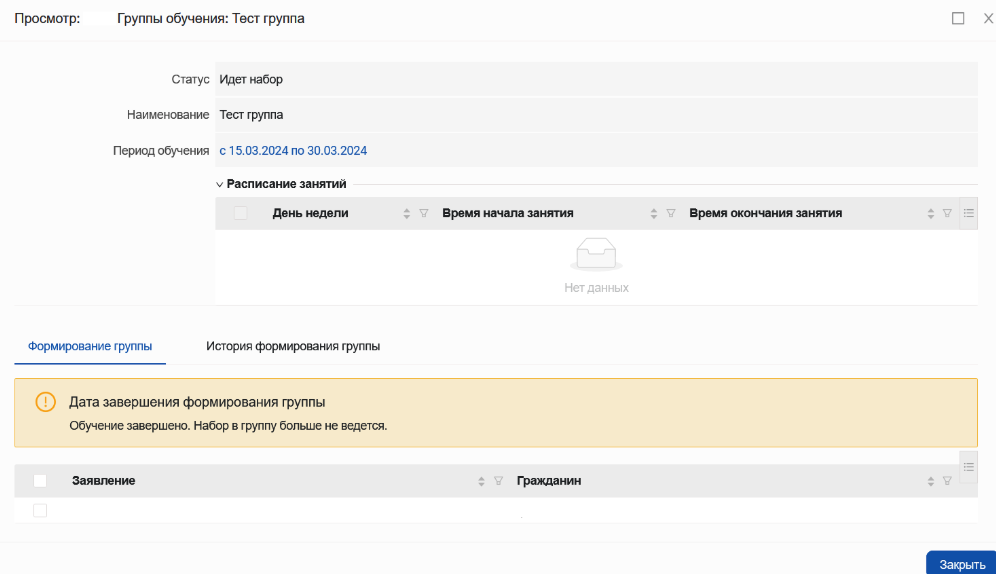 Просмотр: Группы обучения: Тест группа
Статус Идет набор
Наименование Тест группа
Период обучения с 15.03.2024 по 30.03.2024
Расписание занятий
День недели Время начала занятия Время окончания занятия
Нет данных
Формирование группы История формирования группы
Дата завершения формирования группы
Обучение завершено. Набор в группу больше не ведется.
Заявление Гражданин
Закрыть